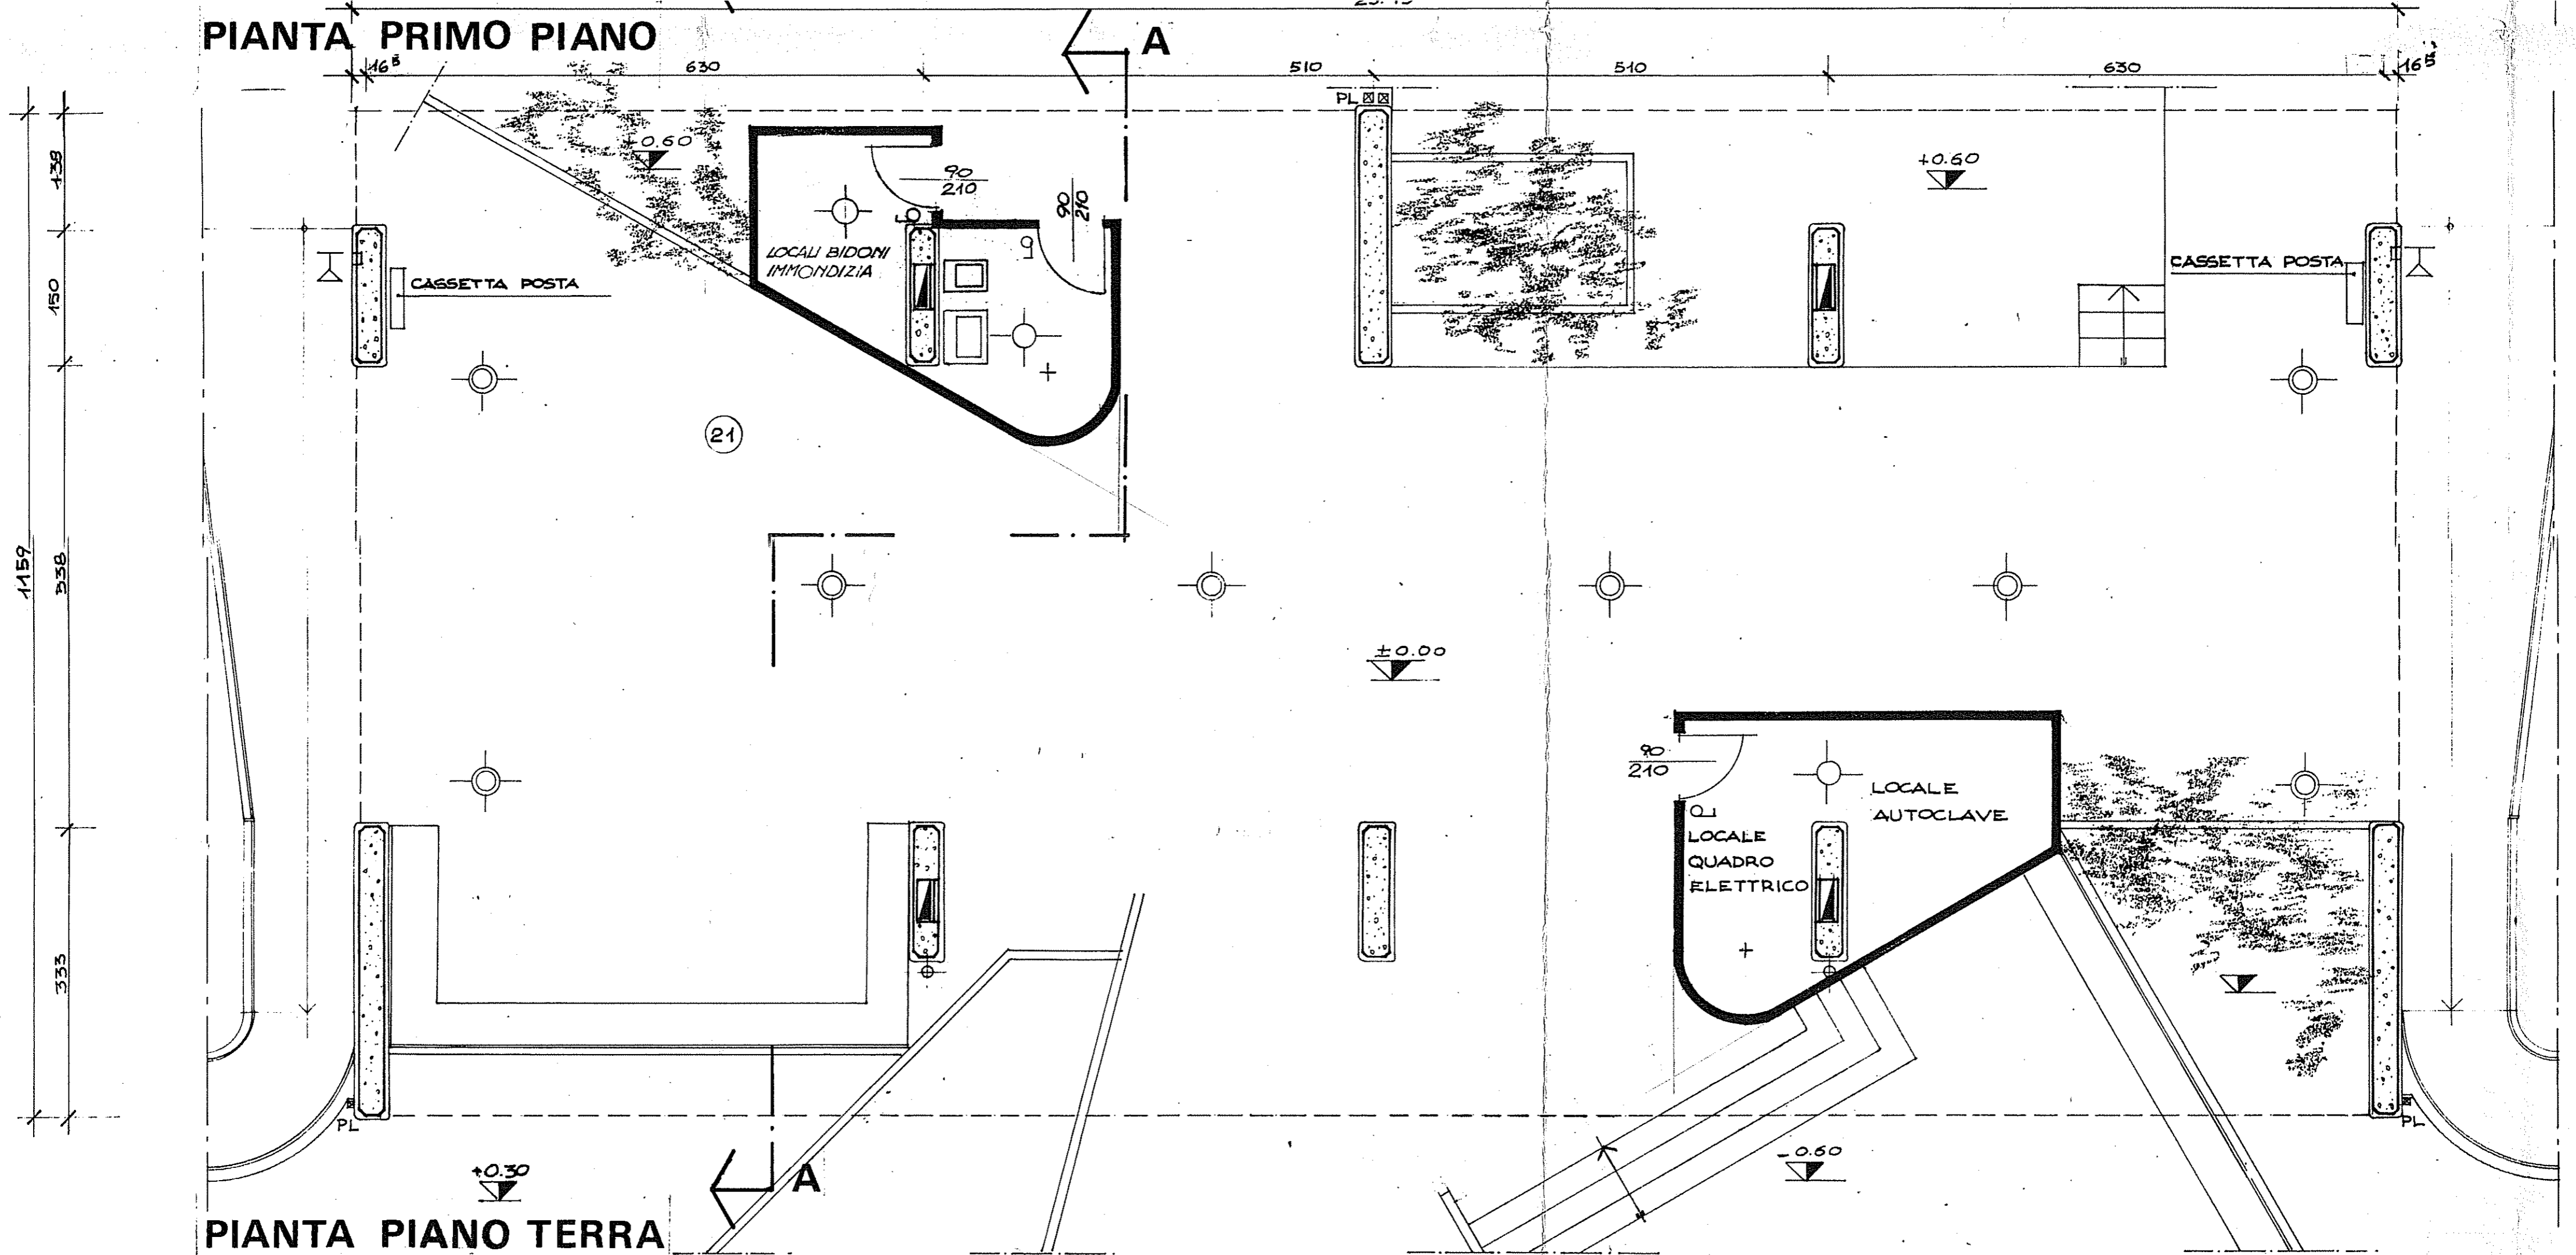 PIANTA PRIMO PIANO
A
16⁵
630
510
510
630
16⁵
PL
+0.60
+0.60
138
90
210
90
210
LOCALI BIDONI
IMMONDIZIA
CASSETTA POSTA
CASSETTA POSTA
150
21
1159
538
±0.00
90
210
LOCALE
AUTOCLAVE
LOCALE
QUADRO
ELETTRICO
333
PL
PL
+0.30
A
-0.60
PIANTA PIANO TERRA